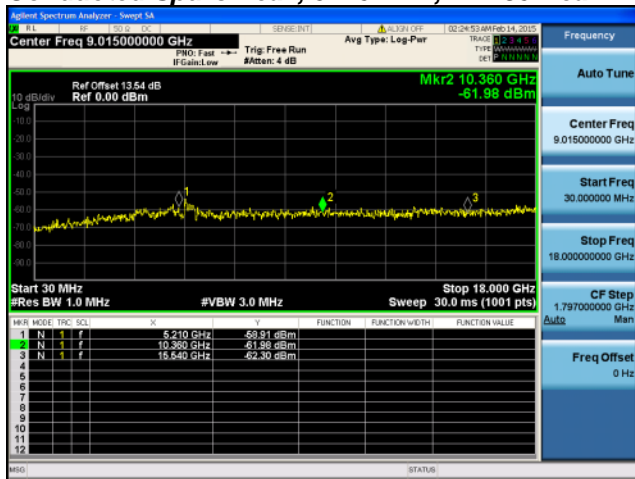 Agilent Spectrum Analyzer - Swept SA
RL RF 50 Ω DC SENSE:INT ALIGN OFF 02:24:53 AM Feb 14, 2015
Center Freq 9.015000000 GHz
PNO: Fast
IFGain:Low
Trig: Free Run
#Atten: 4 dB
Avg Type: Log-Pwr
TRACE 1 2 3 4 5 6
TYPE
DET P N N N N N
Ref Offset 13.54 dB
Ref 0.00 dBm
10 dB/div
Log
Mkr2 10.360 GHz
-61.98 dBm
-10.0
-20.0
-30.0
-40.0
-50.0
-60.0
-70.0
-80.0
-90.0
1
2
3
Start 30 MHz
#Res BW 1.0 MHz
#VBW 3.0 MHz
Stop 18.000 GHz
Sweep 30.0 ms (1001 pts)
MKR MODE TRC SCL X Y FUNCTION FUNCTION WIDTH FUNCTION VALUE
1 N 1 f 5.210 GHz -58.91 dBm
2 N 1 f 10.360 GHz -61.98 dBm
3 N 1 f 15.540 GHz -62.30 dBm
4
5
6
7
8
9
10
11
12
MSG
STATUS
Frequency
Auto Tune
Center Freq
9.015000000 GHz
Start Freq
30.000000 MHz
Stop Freq
18.000000000 GHz
CF Step
1.797000000 GHz
Auto Man
Freq Offset
0 Hz